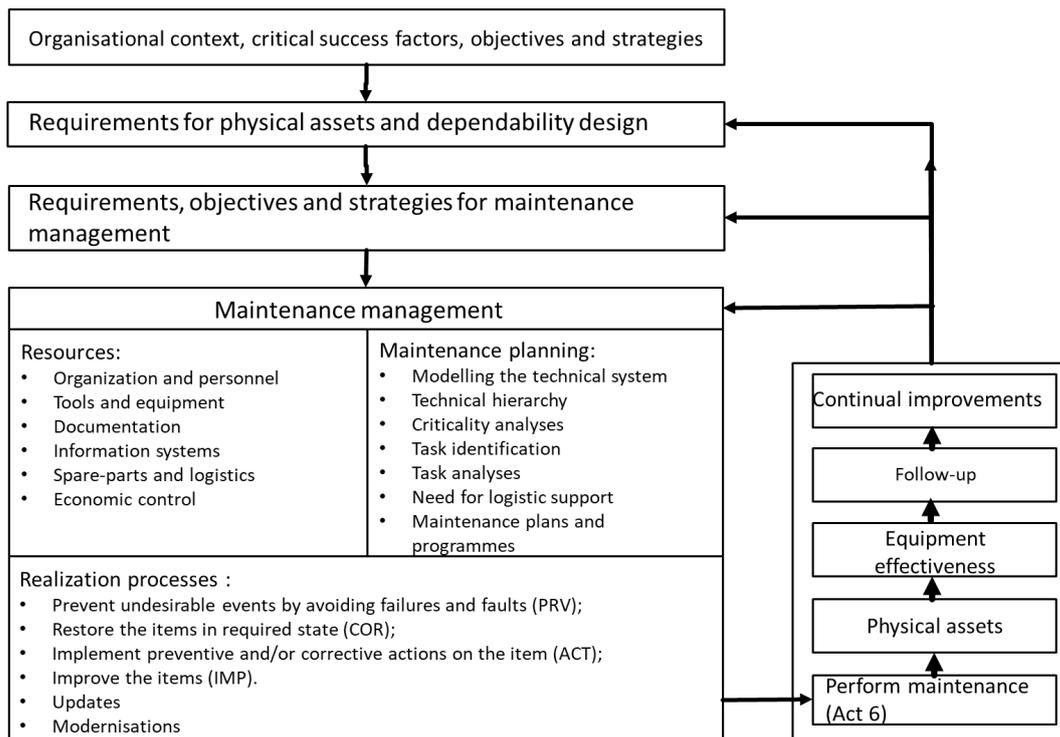 Organisational context, critical success factors, objectives and strategies
Requirements for physical assets and dependability design
Requirements, objectives and strategies for maintenance
management
Maintenance management
Resources:
• Organization and personnel
• Tools and equipment
• Documentation
• Information systems
• Spare-parts and logistics
• Economic control
Maintenance planning:
• Modelling the technical system
• Technical hierarchy
• Criticality analyses
• Task identification
• Task analyses
• Need for logistic support
• Maintenance plans and
programmes
Realization processes :
• Prevent undesirable events by avoiding failures and faults (PRV);
• Restore the items in required state (COR);
• Implement preventive and/or corrective actions on the item (ACT);
• Improve the items (IMP).
• Updates
• Modernisations
Continual improvements
Follow-up
Equipment
effectiveness
Physical assets
Perform maintenance
(Act 6)